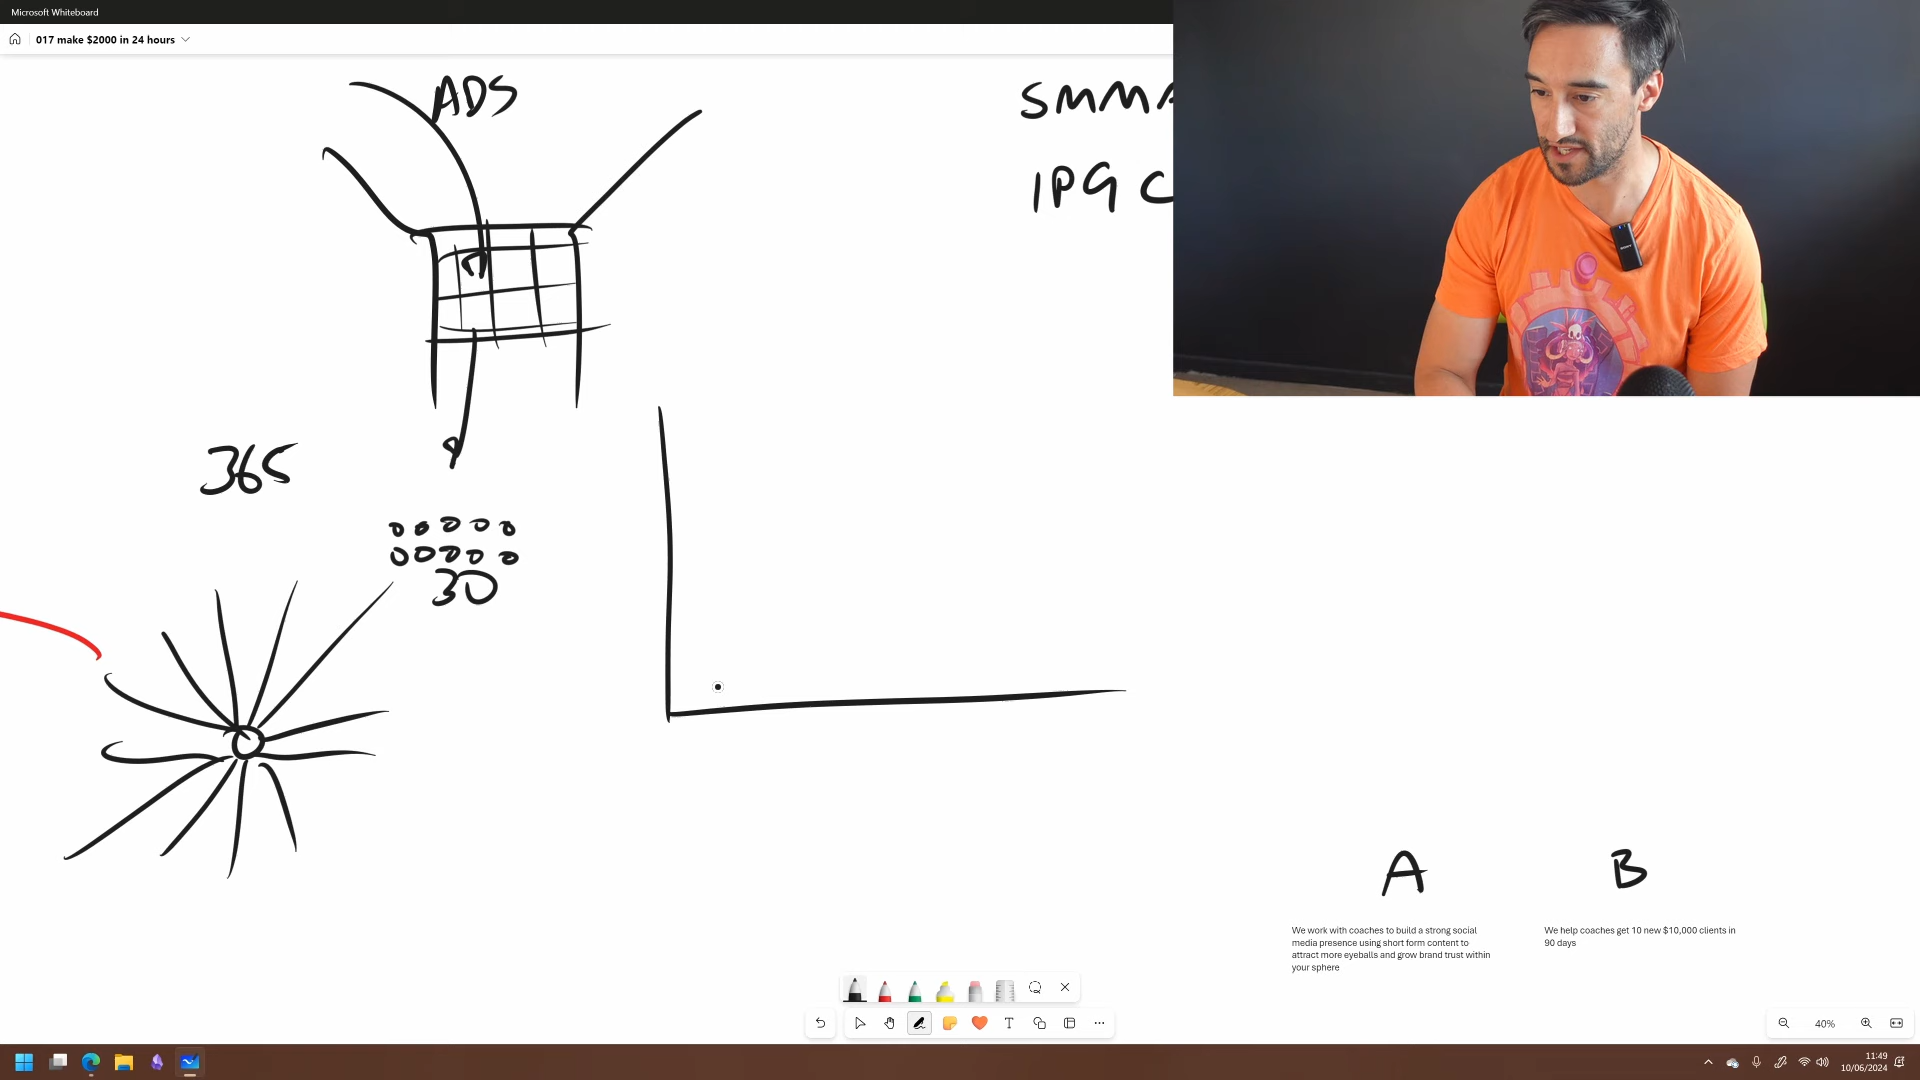 Microsoft Whiteboard
017 make $2000 in 24 hours
ADS
SMMA
IPG C
365
30
A
B
We work with coaches to build a strong social
media presence using short form content to
attract more eyeballs and grow brand trust within
your sphere
We help coaches get 10 new $10,000 clients in
90 days
40%
11:49
10/06/2024